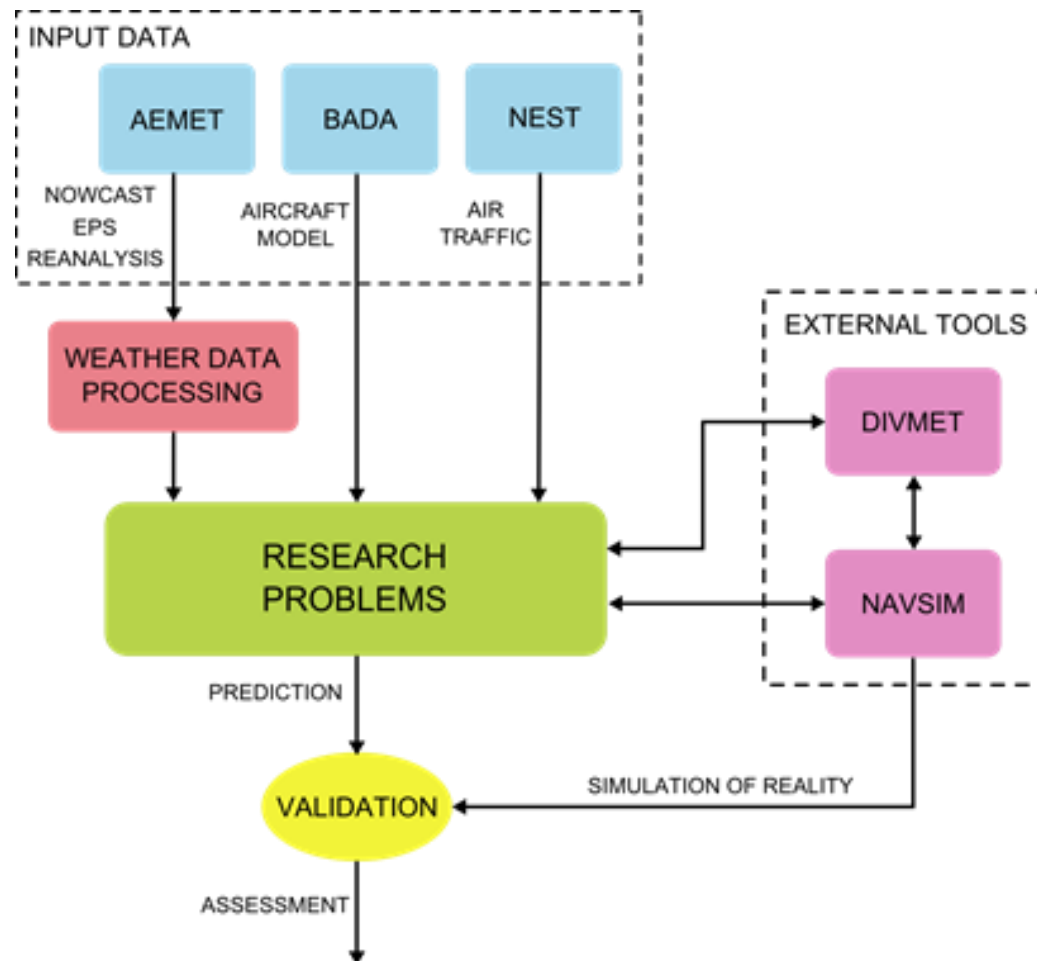 INPUT DATA
AEMET
BADA
NEST
NOWCAST
EPS
REANALYSIS
AIRCRAFT
MODEL
AIR
TRAFFIC
WEATHER DATA
PROCESSING
EXTERNAL TOOLS
DIVMET
NAVSIM
RESEARCH
PROBLEMS
PREDICTION
SIMULATION OF REALITY
VALIDATION
ASSESSMENT